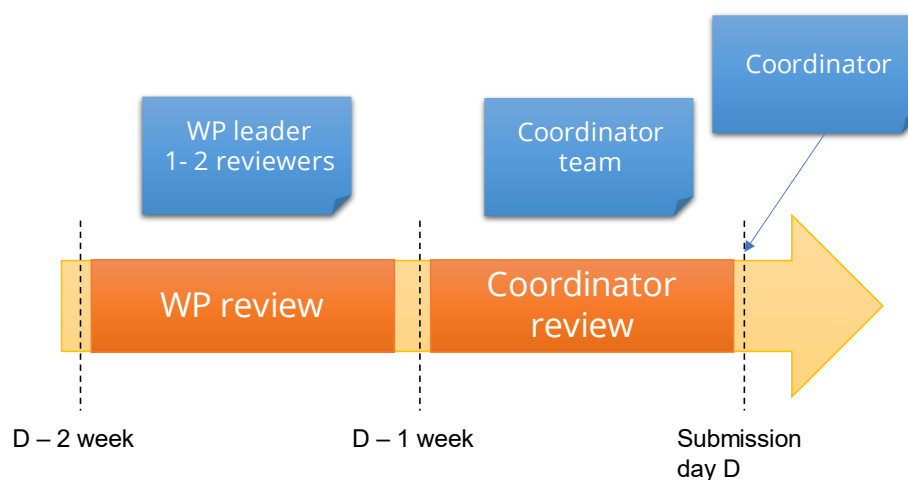 Coordinator
WP leader
1- 2 reviewers
Coordinator
team
WP review
Coordinator
review
D – 2 week
D – 1 week
Submission
day D